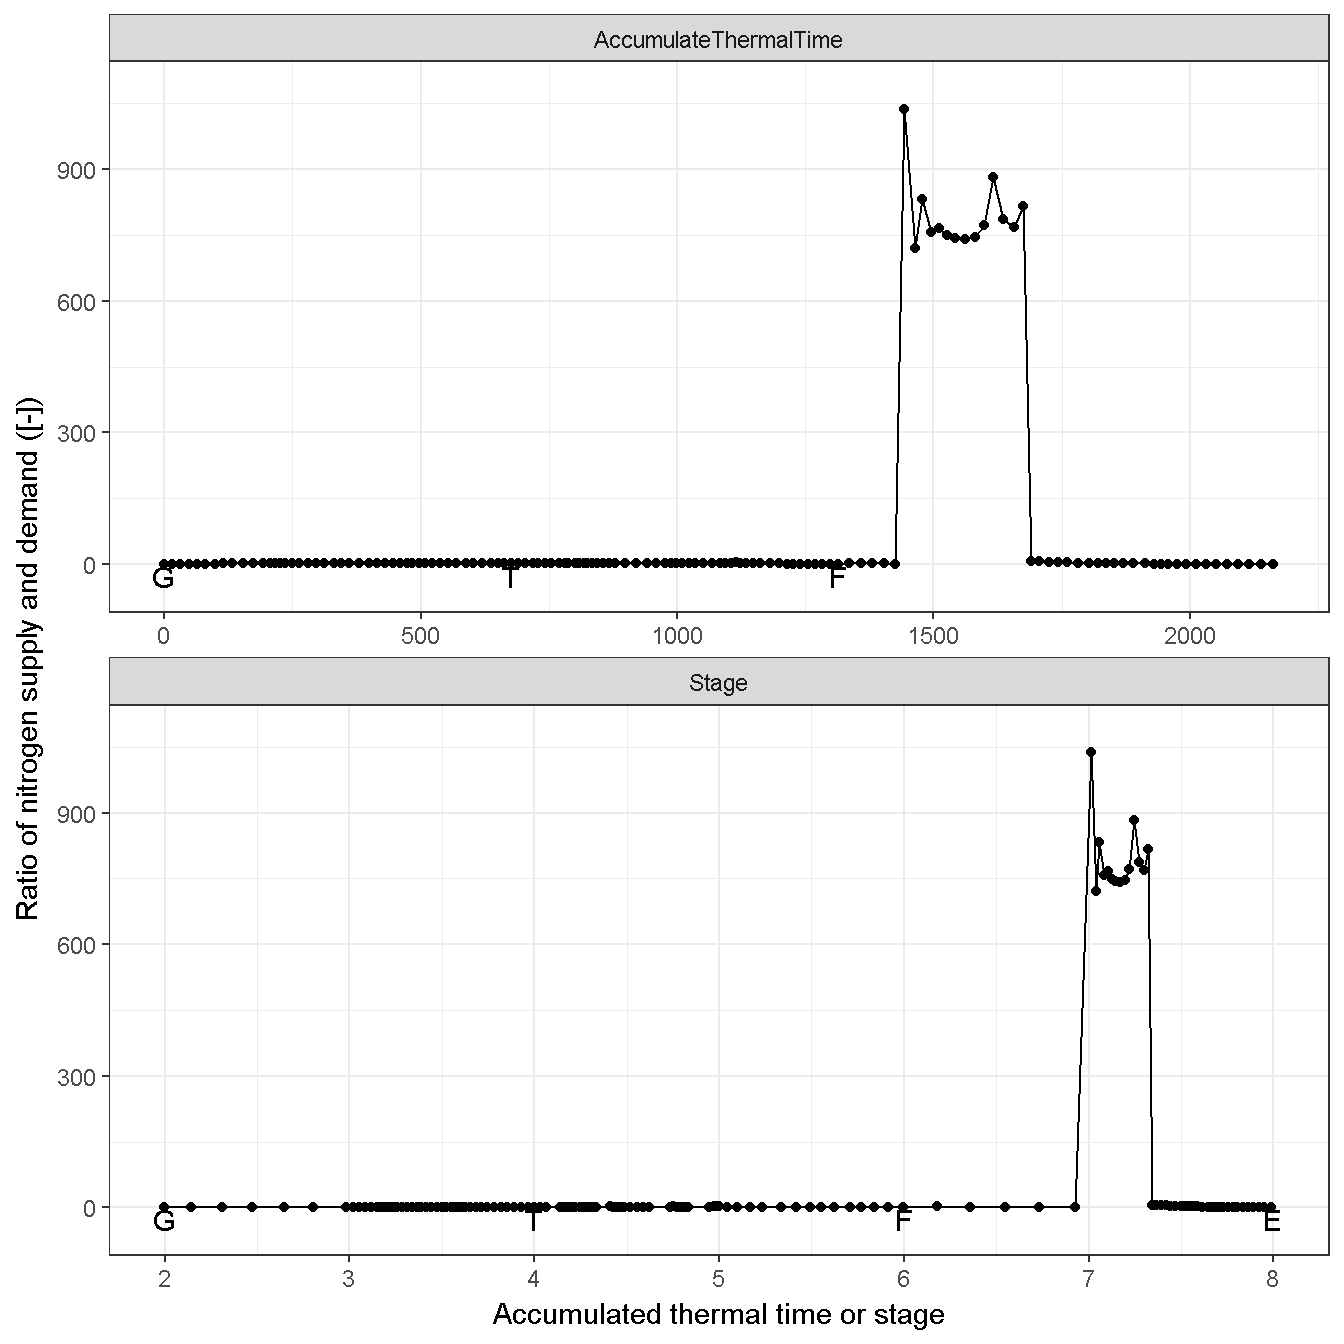 AccumulateThermalTime
900
600
300
0
G T F
0 500 1000 1500 2000
Ratio of nitrogen supply and demand ([-])
Stage
900
600
300
0
G T F E
2 3 4 5 6 7 8
Accumulated thermal time or stage